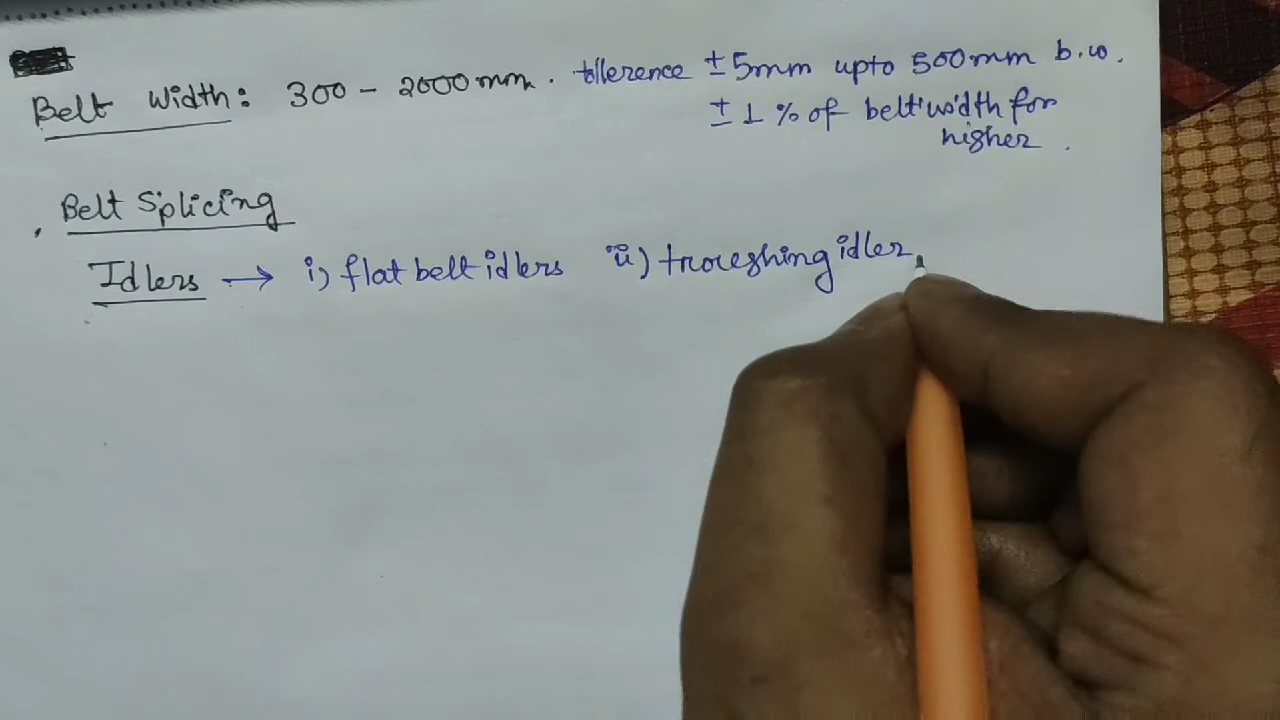 Belt Width: 300 - 2000 mm. tollerence ± 5mm upto 500mm b.w.
± 1 % of belt width for
higher.
Belt Splicing
Idlers → i) flat belt idlers ii) troughing idler